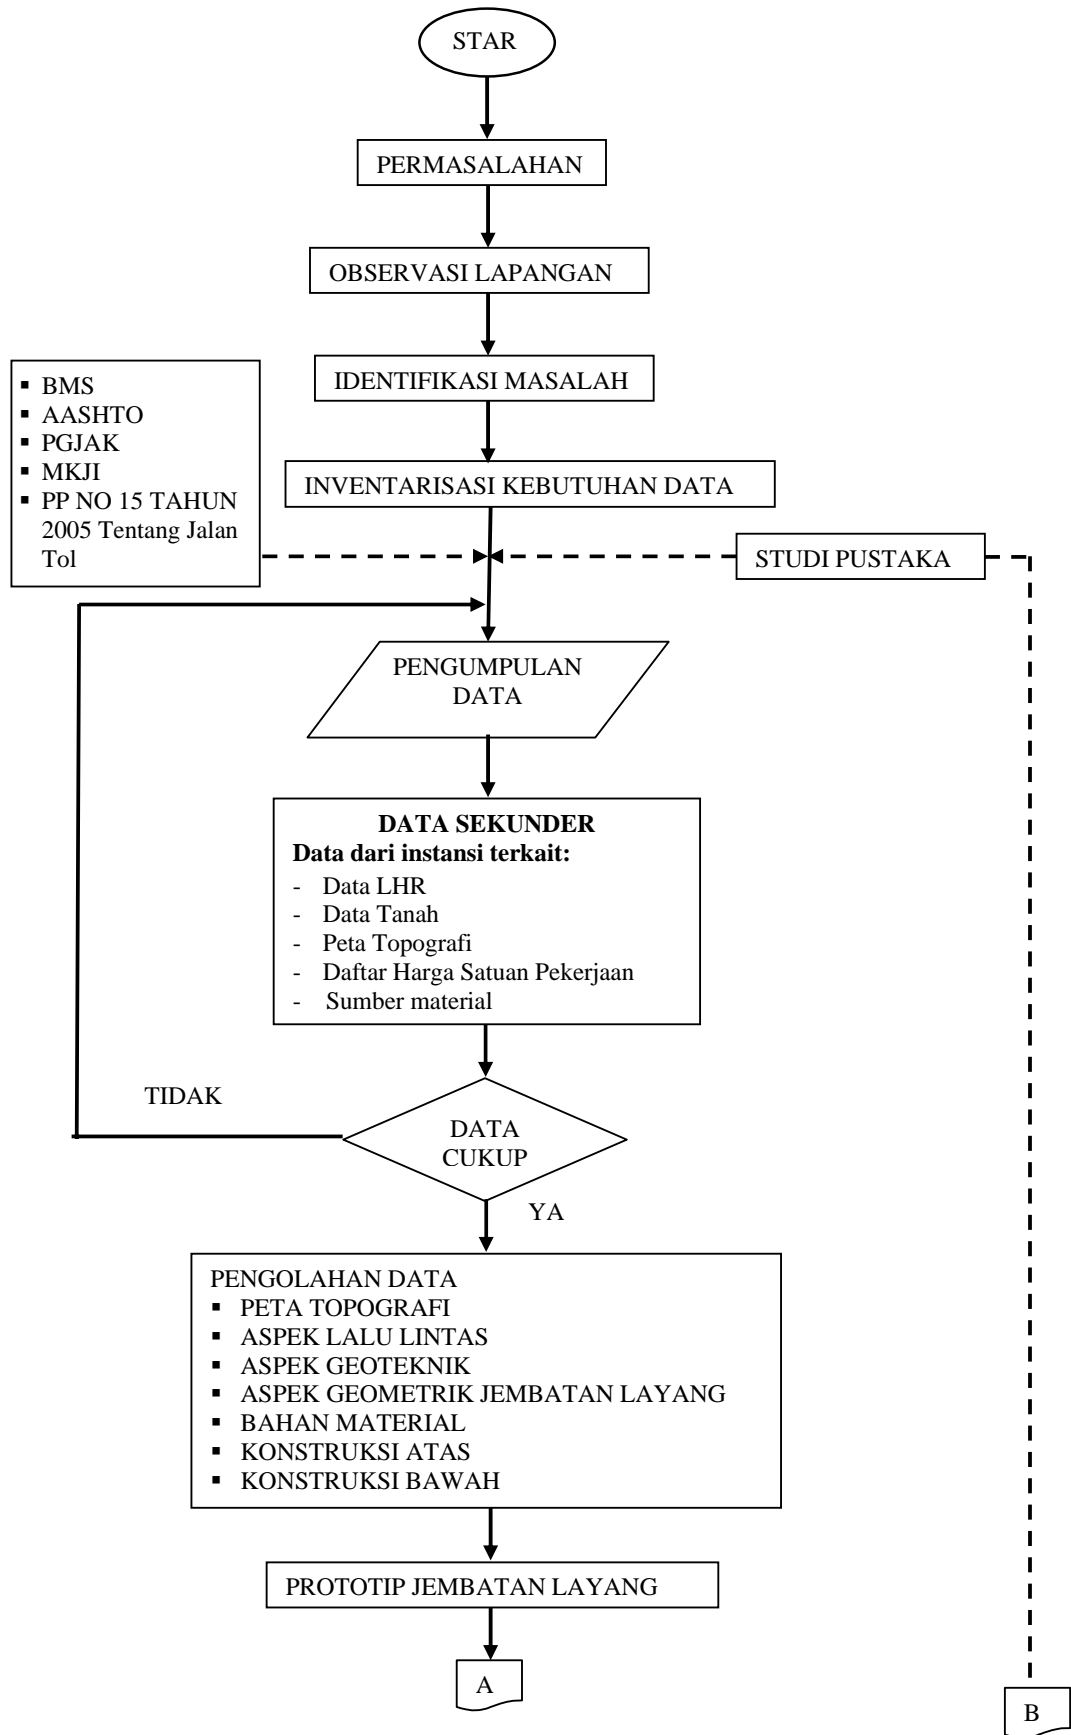 STAR
PERMASALAHAN
OBSERVASI LAPANGAN
IDENTIFIKASI MASALAH
▪ BMS
▪ AASHTO
▪ PGJAK
▪ MKJI
▪ PP NO 15 TAHUN
2005 Tentang Jalan
Tol
INVENTARISASI KEBUTUHAN DATA
STUDI PUSTAKA
PENGUMPULAN
DATA
DATA SEKUNDER
Data dari instansi terkait:
- Data LHR
- Data Tanah
- Peta Topografi
- Daftar Harga Satuan Pekerjaan
- Sumber material
TIDAK
DATA
CUKUP
YA
PENGOLAHAN DATA
▪ PETA TOPOGRAFI
▪ ASPEK LALU LINTAS
▪ ASPEK GEOTEKNIK
▪ ASPEK GEOMETRIK JEMBATAN LAYANG
▪ BAHAN MATERIAL
▪ KONSTRUKSI ATAS
▪ KONSTRUKSI BAWAH
PROTOTIP JEMBATAN LAYANG
A
B